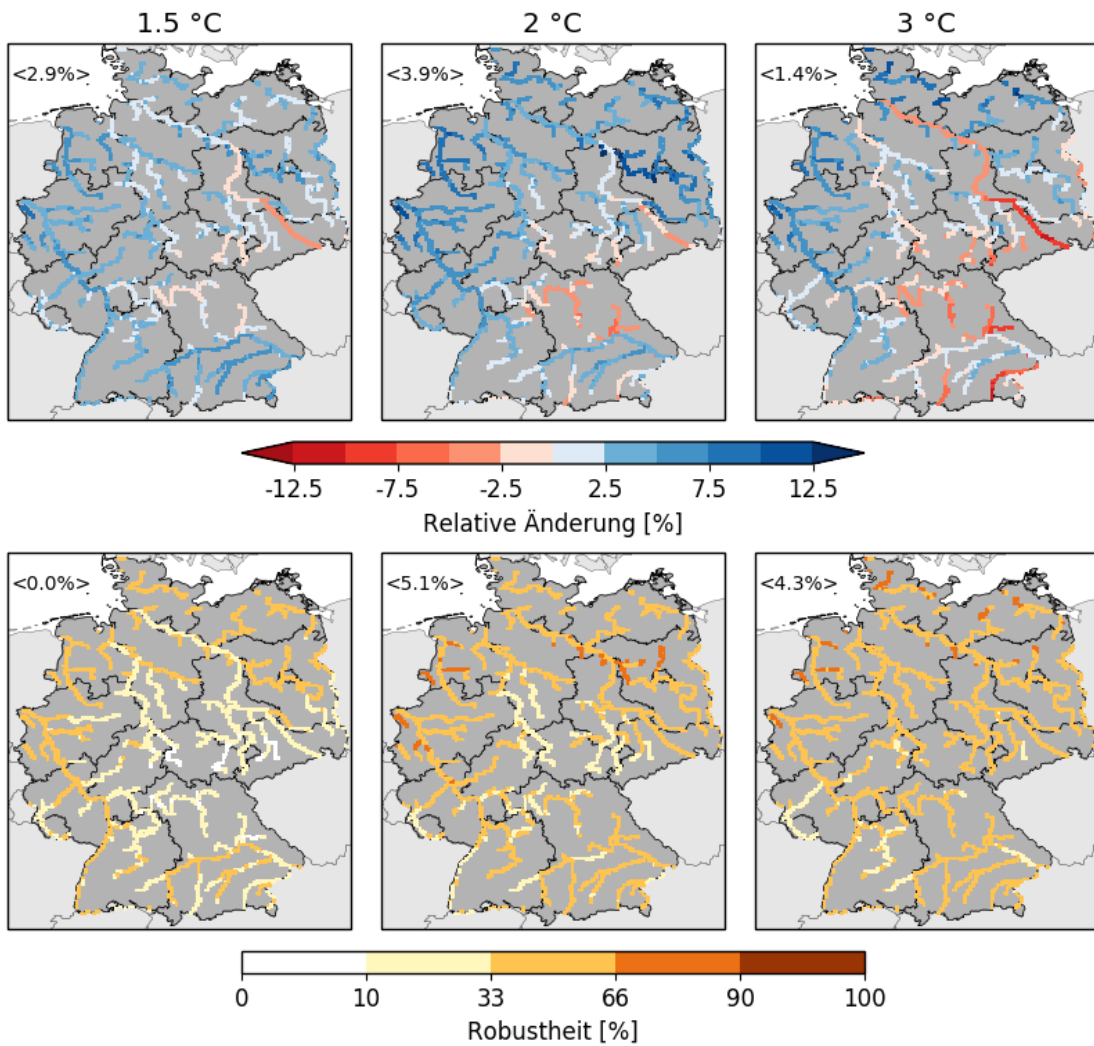 1.5 °C 2 °C 3 °C
<2.9%> <3.9%> <1.4%>
-12.5 -7.5 -2.5 2.5 7.5 12.5
Relative Änderung [%]
<0.0%> <5.1%> <4.3%>
0 10 33 66 90 100
Robustheit [%]